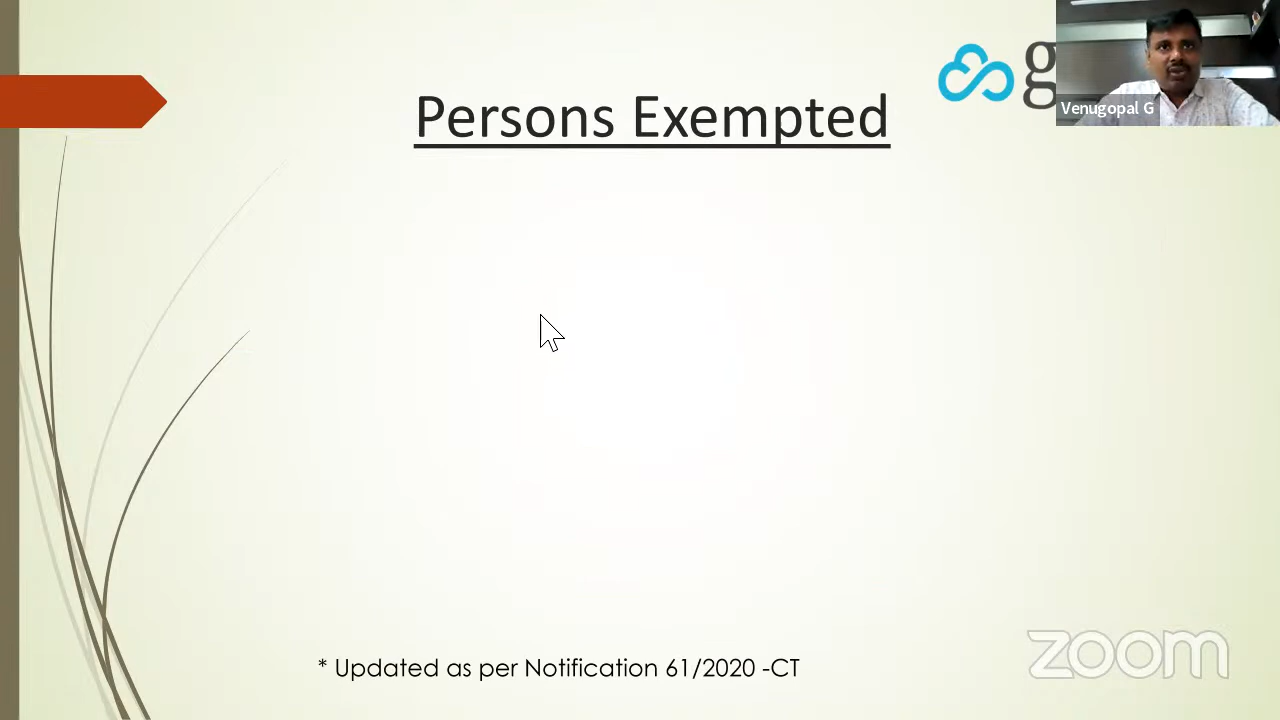 g
Venugopal G
Persons Exempted
* Updated as per Notification 61/2020 -CT
zoom